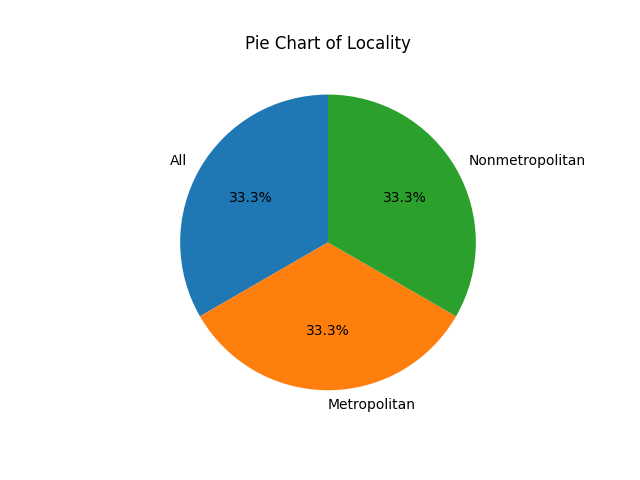 Pie Chart of Locality
All
Nonmetropolitan
33.3%
33.3%
33.3%
Metropolitan